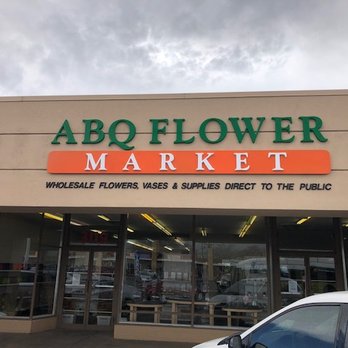 ABQ FLOWER
MARKET
WHOLESALE FLOWERS, VASES & SUPPLIES DIRECT TO THE PUBLIC